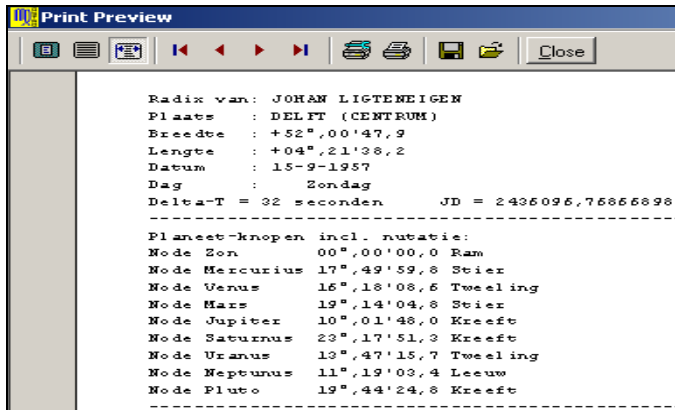 Print Preview
Close
Radix van: JOHAN LIGTENEIGEN
Plaats : DELFT (CENTRUM)
Breedte : +52°,00'47,9
Lengte : +04°,21'38,2
Datum : 15-9-1957
Dag : Zondag
Delta-T = 32 seconden JD = 2436096,76866898
Planeet-knopen incl. nutatie:
Node Zon 00°,00'00,0 Ram
Node Mercurius 17°,49'59,8 Stier
Node Venus 16°,18'08,6 Tweeling
Node Mars 19°,14'04,8 Stier
Node Jupiter 10°,01'48,0 Kreeft
Node Saturnus 23°,17'51,3 Kreeft
Node Uranus 13°,47'15,7 Tweeling
Node Neptunus 11°,19'03,4 Leeuw
Node Pluto 19°,44'24,8 Kreeft